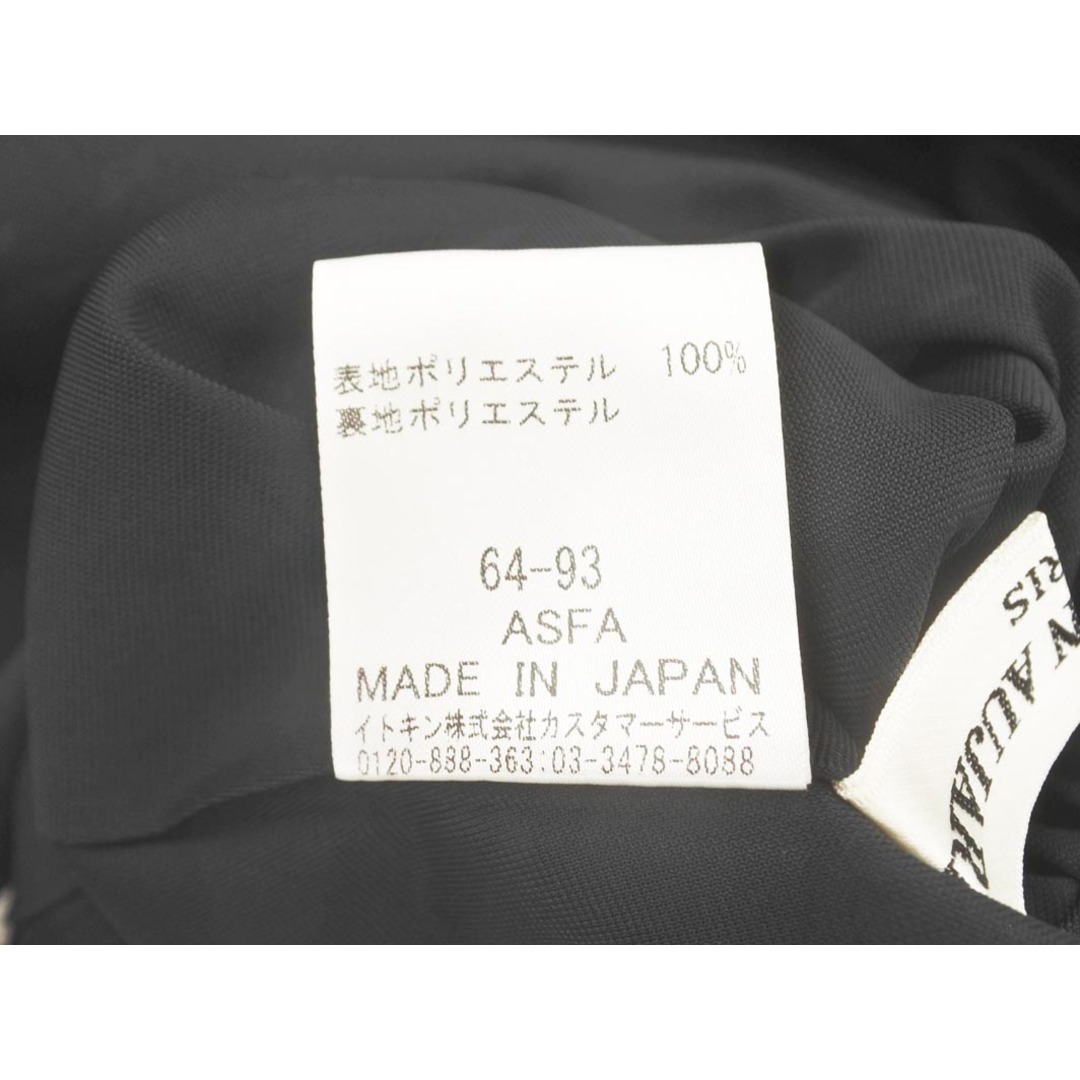 表地ポリエステル 100%
裏地ポリエステル
64-93
ASFA
MADE IN JAPAN
イトキン株式会社カスタマーサービス
0120-888-363:03-3478-8088